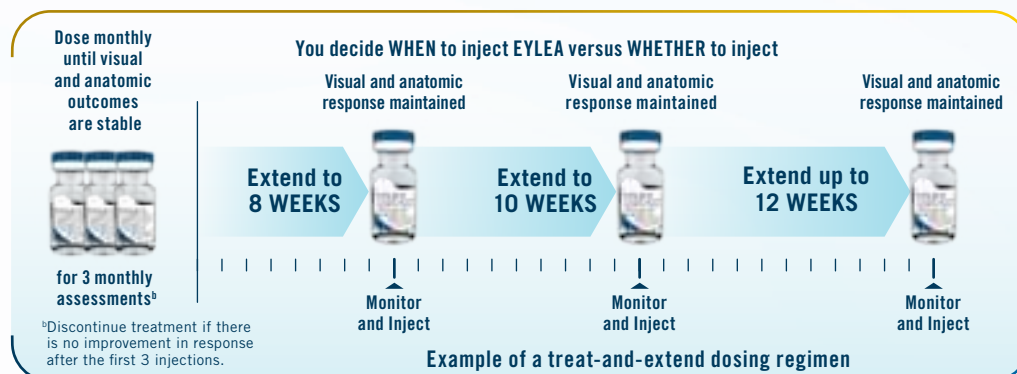 Dose monthly
until visual
and anatomic
outcomes
are stable
for 3 monthly
assessmentsᵇ
ᵇDiscontinue treatment if there
is no improvement in response
after the first 3 injections.
You decide WHEN to inject EYLEA versus WHETHER to inject
Visual and anatomic
response maintained
Visual and anatomic
response maintained
Visual and anatomic
response maintained
Extend to
8 WEEKS
Extend to
10 WEEKS
Extend up to
12 WEEKS
Monitor
and Inject
Monitor
and Inject
Monitor
and Inject
Example of a treat-and-extend dosing regimen